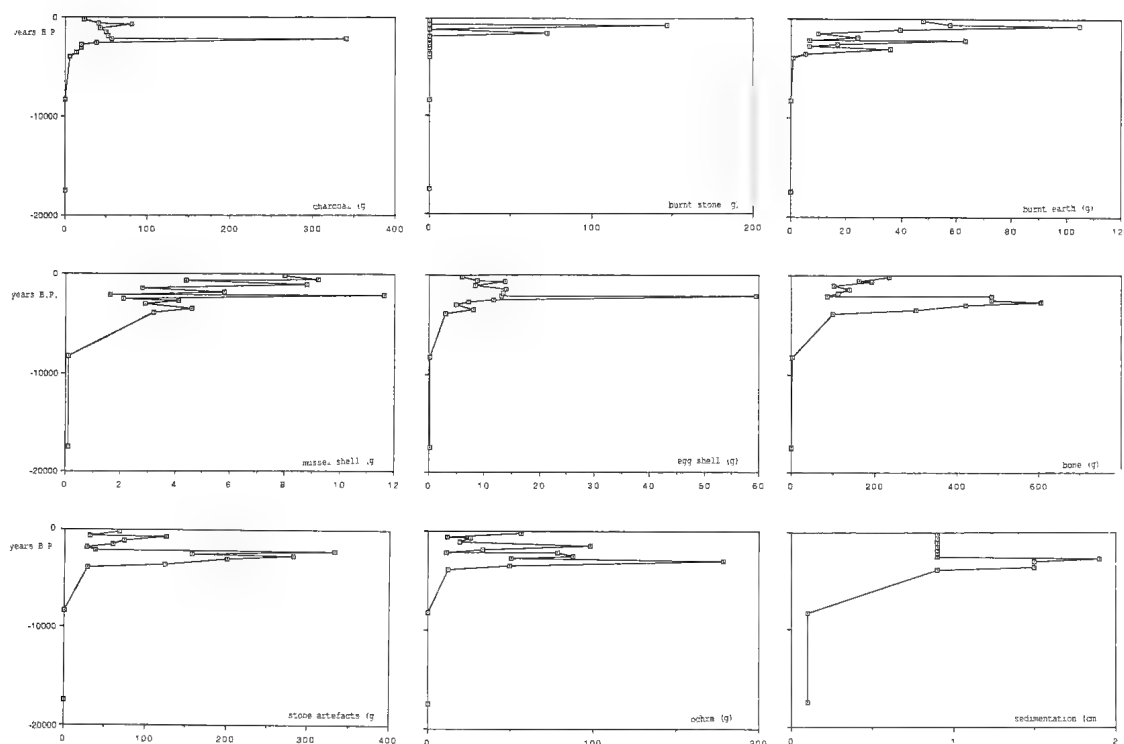 0
years B.P
-10000
-20000
charcoal (g
0 100 200 300 400
burnt stone g,
0 100 200
burnt earth (g)
0 20 40 60 80 100 120
0
years B.P.
-10000
-20000
shell (g
0 2 4 6 8 10 12
egg shell (g)
0 10 20 30 40 50 60
bone (g)
0 200 400 600
0
years B P
-10000
-20000
stone artefacts (g
0 100 200 300 400
ochre (g)
0 100 200
sedimentation (cm
1 2